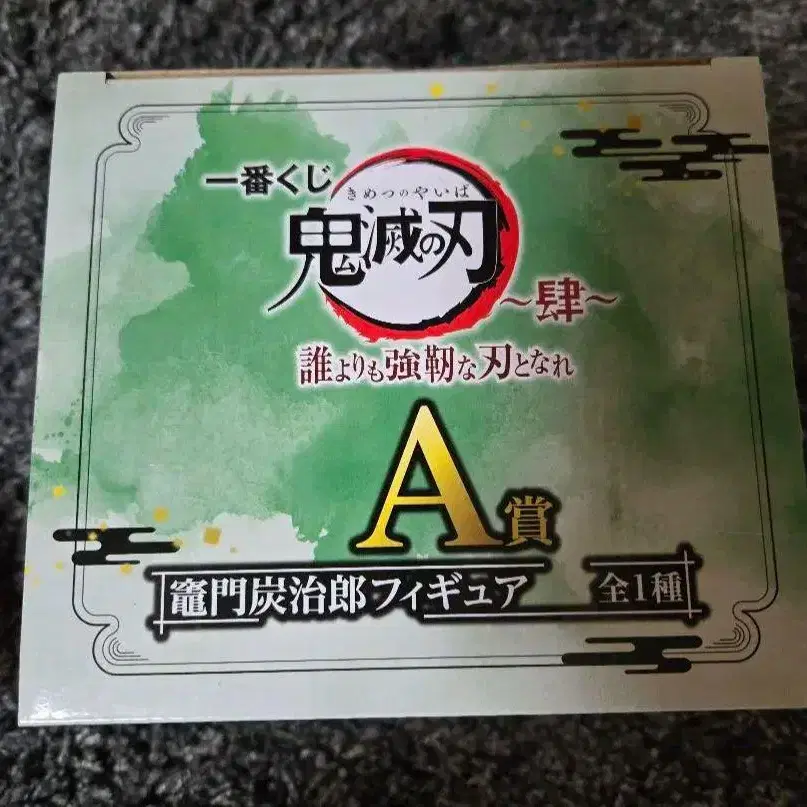 一番くじ
きめつのやいば
鬼滅の刃
～肆～
誰よりも強靭な刃となれ
A賞
竈門炭治郎フィギュア 全1種